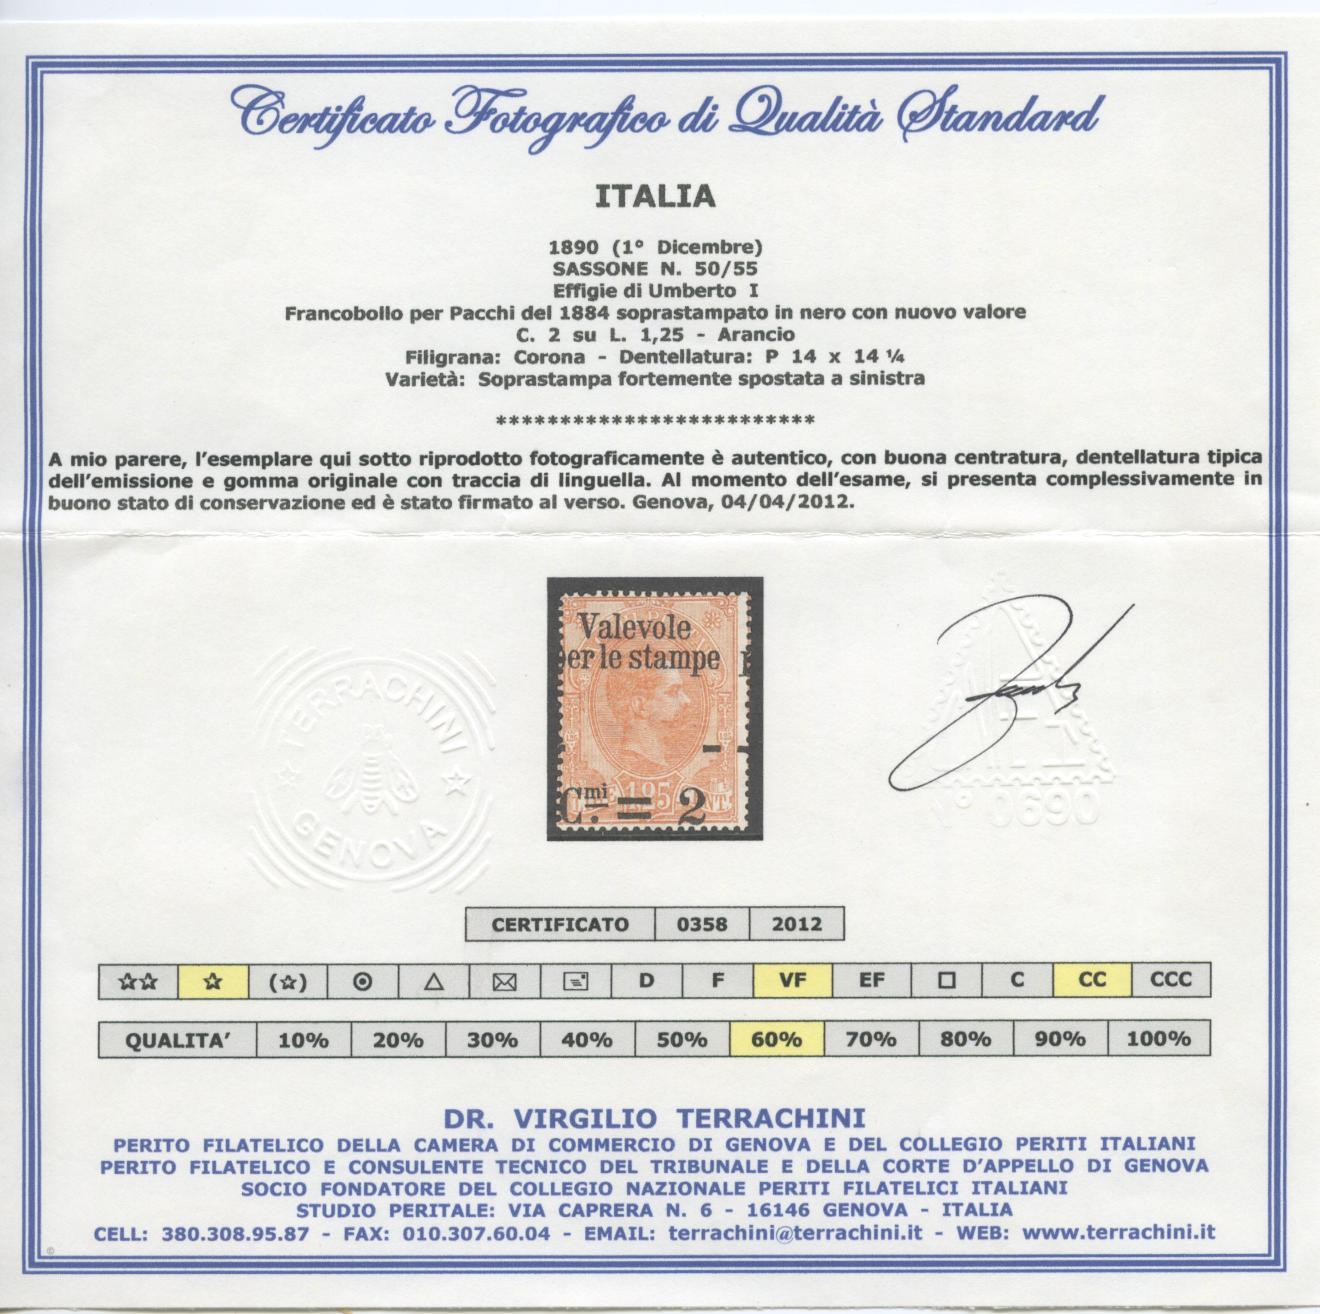 Certificato Fotografico di Qualità Standard
ITALIA
1890 (1° Dicembre)
SASSONE N. 50/55
Effigie di Umberto I
Francobollo per Pacchi del 1884 soprastampato in nero con nuovo valore
C. 2 su L. 1,25 - Arancio
Filigrana: Corona - Dentellatura: P 14 x 14 ¼
Varietà: Soprastampa fortemente spostata a sinistra
*************************
A mio parere, l'esemplare qui sotto riprodotto fotograficamente è autentico, con buona centratura, dentellatura tipica
dell'emissione e gomma originale con traccia di linguella. Al momento dell'esame, si presenta complessivamente in
buono stato di conservazione ed è stato firmato al verso. Genova, 04/04/2012.
Valevole
er le stampe
Cmi. = 2
TERRACHINI
GENOVA
N° 0690
CERTIFICATO 0358 2012
☆☆ ☆ (☆) D F VF EF C CC CCC
QUALITA' 10% 20% 30% 40% 50% 60% 70% 80% 90% 100%
DR. VIRGILIO TERRACHINI
PERITO FILATELICO DELLA CAMERA DI COMMERCIO DI GENOVA E DEL COLLEGIO PERITI ITALIANI
PERITO FILATELICO E CONSULENTE TECNICO DEL TRIBUNALE E DELLA CORTE D'APPELLO DI GENOVA
SOCIO FONDATORE DEL COLLEGIO NAZIONALE PERITI FILATELICI ITALIANI
STUDIO PERITALE: VIA CAPRERA N. 6 - 16146 GENOVA - ITALIA
CELL: 380.308.95.87 - FAX: 010.307.60.04 - EMAIL: terrachini@terrachini.it - WEB: www.terrachini.it
©